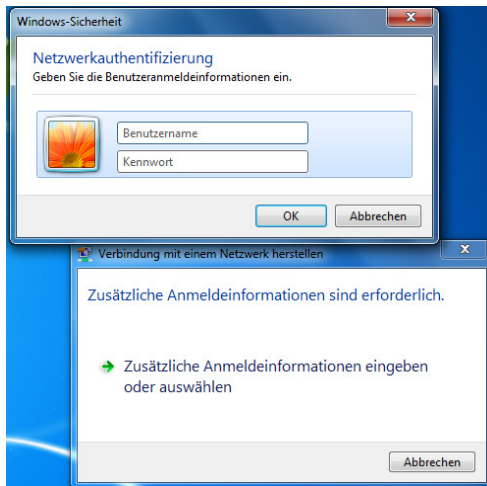 Windows-Sicherheit
Netzwerkauthentifizierung
Geben Sie die Benutzeranmeldeinformationen ein.
Benutzername
Kennwort
OK Abbrechen
Verbindung mit einem Netzwerk herstellen
Zusätzliche Anmeldeinformationen sind erforderlich.
Zusätzliche Anmeldeinformationen eingeben
oder auswählen
Abbrechen